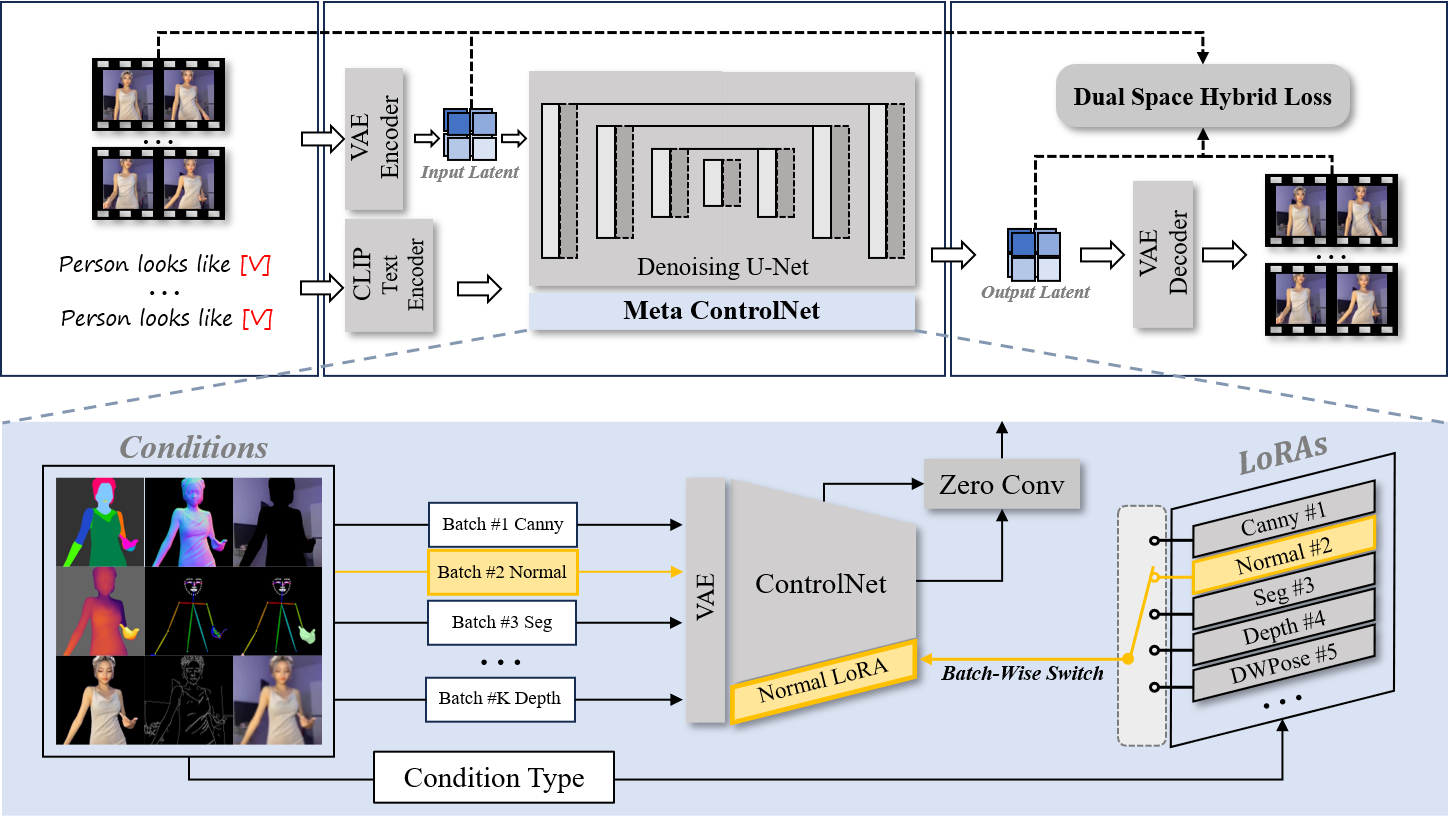 Person looks like [V]
. . .
Person looks like [V]
VAE
Encoder
Input Latent
CLIP
Text
Encoder
Denoising U-Net
Meta ControlNet
Dual Space Hybrid Loss
Output Latent
VAE
Decoder
Conditions
Batch #1 Canny
Batch #2 Normal
Batch #3 Seg
. . .
Batch #K Depth
Condition Type
VAE
ControlNet
Normal LoRA
Zero Conv
Batch-Wise Switch
LoRAs
Canny #1
Normal #2
Seg #3
Depth #4
DWPose #5
. . .